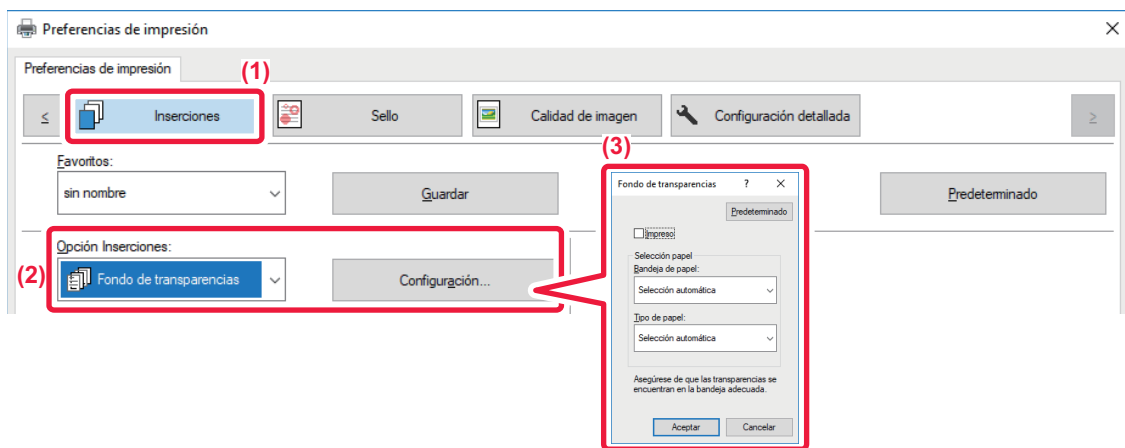 Preferencias de impresión
Preferencias de impresión
(1)
<
Inserciones
Sello
Calidad de imagen
Configuración detallada
>
Favoritos:
sin nombre
Guardar
Predeterminado
(2)
Opción Inserciones:
Fondo de transparencias
Configuración...
(3)
Fondo de transparencias ? ×
Predeterminado
Impreso
Selección papel
Bandeja de papel:
Selección automática
Tipo de papel:
Selección automática
Asegúrese de que las transparencias se
encuentran en la bandeja adecuada.
Aceptar Cancelar